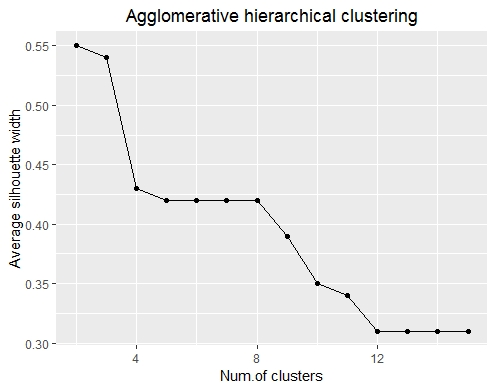 Agglomerative hierarchical clustering
Average silhouette width
0.55
0.50
0.45
0.40
0.35
0.30
4 8 12
Num.of clusters